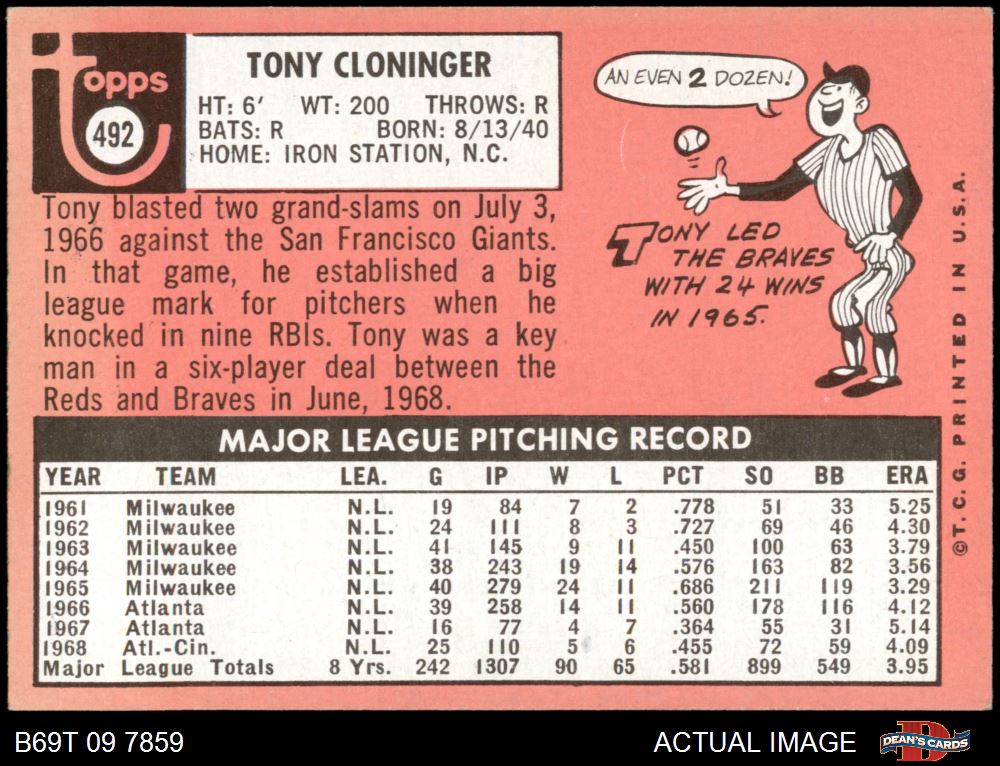 Topps
492
TONY CLONINGER
HT: 6' WT: 200 THROWS: R
BATS: R BORN: 8/13/40
HOME: IRON STATION, N.C.
AN EVEN 2 DOZEN!
TONY LED
THE BRAVES
WITH 24 WINS
IN 1965.
Tony blasted two grand-slams on July 3,
1966 against the San Francisco Giants.
In that game, he established a big
league mark for pitchers when he
knocked in nine RBIs. Tony was a key
man in a six-player deal between the
Reds and Braves in June, 1968.
MAJOR LEAGUE PITCHING RECORD
YEAR TEAM LEA. G IP W L PCT SO BB ERA
1961 Milwaukee N.L. 19 84 7 2 .778 51 33 5.25
1962 Milwaukee N.L. 24 111 8 3 .727 69 46 4.30
1963 Milwaukee N.L. 41 145 9 11 .450 100 63 3.79
1964 Milwaukee N.L. 38 243 19 14 .576 163 82 3.56
1965 Milwaukee N.L. 40 279 24 11 .686 211 119 3.29
1966 Atlanta N.L. 39 258 14 11 .560 178 116 4.12
1967 Atlanta N.L. 16 77 4 7 .364 55 31 5.14
1968 Atl.-Cin. N.L. 25 110 5 6 .455 72 59 4.09
Major League Totals 8 Yrs. 242 1307 90 65 .581 899 549 3.95
©T.C.G. PRINTED IN U.S.A.
B69T 09 7859
ACTUAL IMAGE
D
DEAN'S CARDS